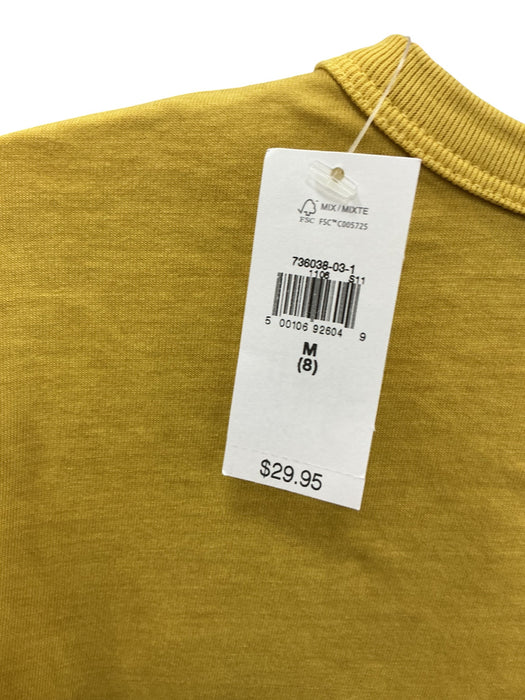 MIX / MIXTE
FSC FSC™ C005725
736038-03-1
1106 S11
5 00106 92604 9
M
(8)
$29.95